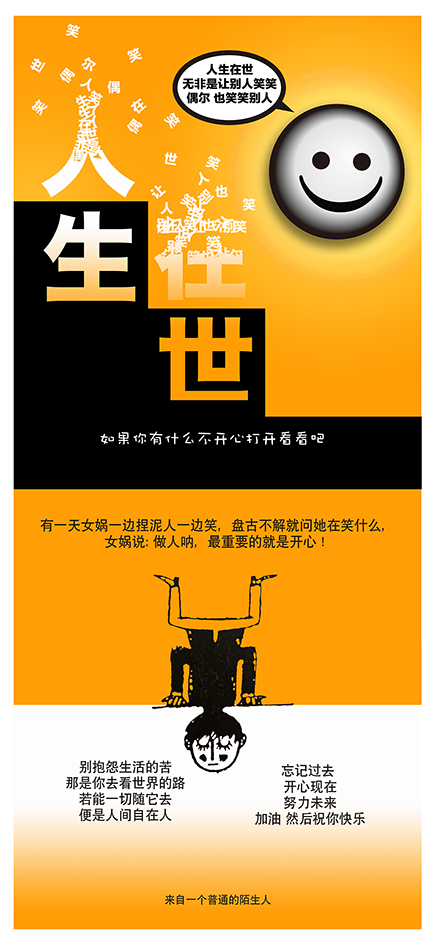 人生在世
无非是让别人笑笑
偶尔 也笑笑别人
人
生在
世
如果你有什么不开心打开看看吧
有一天女娲一边捏泥人一边笑，盘古不解就问她在笑什么，
女娲说: 做人呐，最重要的就是开心！
别抱怨生活的苦
那是你去看世界的路
若能一切随它去
便是人间自在人
忘记过去
开心现在
努力未来
加油 然后祝你快乐
来自一个普通的陌生人